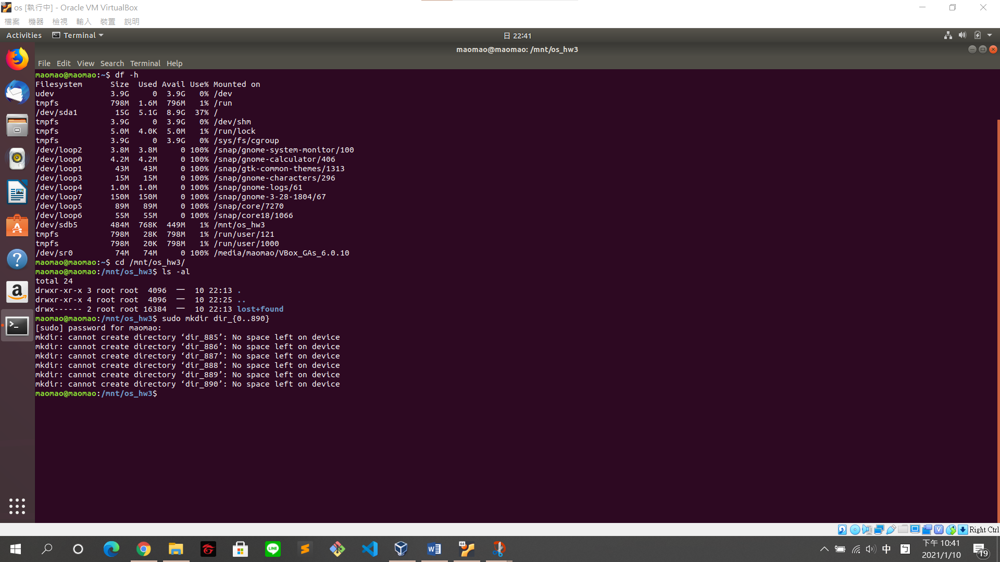 os [執行中] - Oracle VM VirtualBox
檔案 機器 檢視 輸入 裝置 說明
Activities Terminal 日 22:41
maomao@maomao: /mnt/os_hw3
File Edit View Search Terminal Help
maomao@maomao:~$ df -h
Filesystem      Size  Used Avail Use% Mounted on
udev            3.9G     0  3.9G   0% /dev
tmpfs           798M  1.6M  796M   1% /run
/dev/sda1        15G  5.1G  8.9G  37% /
tmpfs           3.9G     0  3.9G   0% /dev/shm
tmpfs           5.0M  4.0K  5.0M   1% /run/lock
tmpfs           3.9G     0  3.9G   0% /sys/fs/cgroup
/dev/loop2      3.8M  3.8M     0 100% /snap/gnome-system-monitor/100
/dev/loop0      4.2M  4.2M     0 100% /snap/gnome-calculator/406
/dev/loop1       43M   43M     0 100% /snap/gtk-common-themes/1313
/dev/loop3       15M   15M     0 100% /snap/gnome-characters/296
/dev/loop4      1.0M  1.0M     0 100% /snap/gnome-logs/61
/dev/loop7      150M  150M     0 100% /snap/gnome-3-28-1804/67
/dev/loop5       89M   89M     0 100% /snap/core/7270
/dev/loop6       55M   55M     0 100% /snap/core18/1066
/dev/sdb5       484M  768K  449M   1% /mnt/os_hw3
tmpfs           798M   28K  798M   1% /run/user/121
tmpfs           798M   20K  798M   1% /run/user/1000
/dev/sr0         74M   74M     0 100% /media/maomao/VBox_GAs_6.0.10
maomao@maomao:~$ cd /mnt/os_hw3/
maomao@maomao:/mnt/os_hw3$ ls -al
total 24
drwxr-xr-x 3 root root  4096  一  10 22:13 .
drwxr-xr-x 4 root root  4096  一  10 22:25 ..
drwx------ 2 root root 16384  一  10 22:13 lost+found
maomao@maomao:/mnt/os_hw3$ sudo mkdir dir_{0..890}
[sudo] password for maomao:
mkdir: cannot create directory ‘dir_885’: No space left on device
mkdir: cannot create directory ‘dir_886’: No space left on device
mkdir: cannot create directory ‘dir_887’: No space left on device
mkdir: cannot create directory ‘dir_888’: No space left on device
mkdir: cannot create directory ‘dir_889’: No space left on device
mkdir: cannot create directory ‘dir_890’: No space left on device
maomao@maomao:/mnt/os_hw3$
Right Ctrl
中 下午 10:41
2021/1/10
19